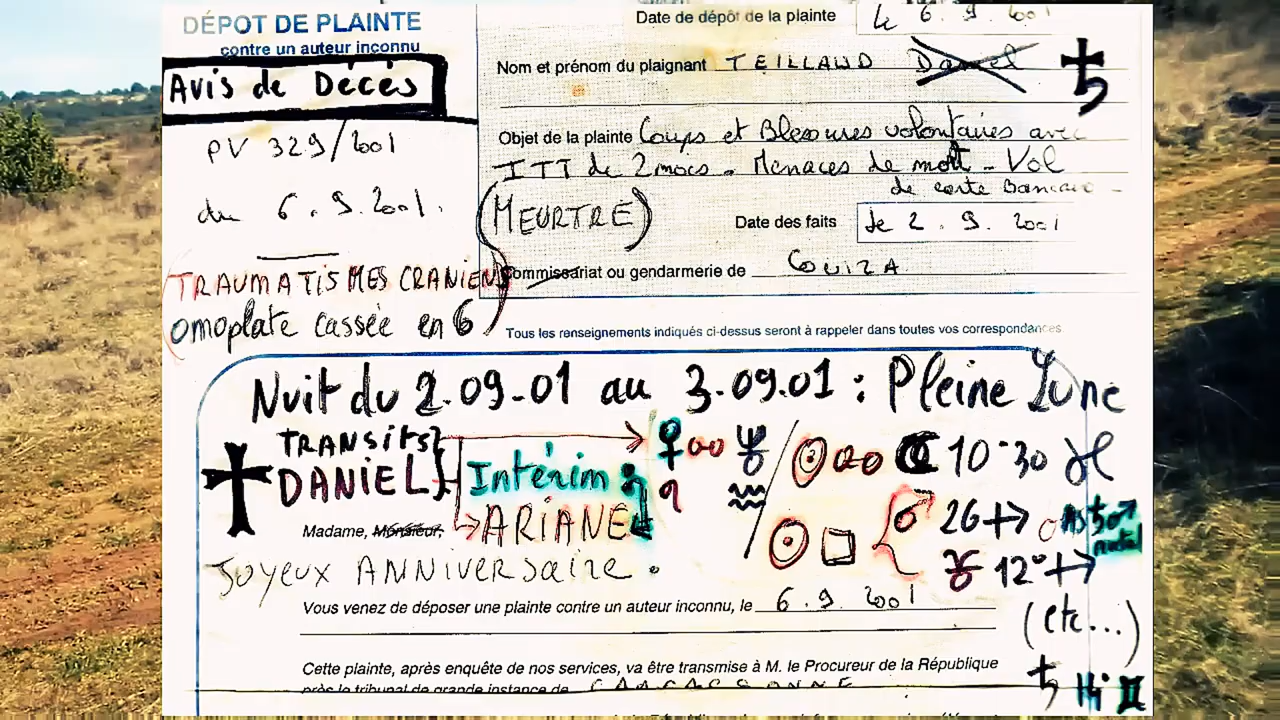 DÉPOT DE PLAINTE
contre un auteur inconnu
Avis de Décès
PV 329/2001
du 6.9.2001.
TRAUMATISMES CRANIENS
omoplate cassée en 6
Date de dépôt de la plainte le 6.9.2001
Nom et prénom du plaignant TEILLAUD Daniel
Objet de la plainte Coups et Blessures volontaires avec
ITT de 2 mois. Menaces de mort - Vol
de carte Bancaire -
(MEURTRE)
Date des faits le 2.9.2001
Commissariat ou gendarmerie de COUIZA
Tous les renseignements indiqués ci-dessus seront à rappeler dans toutes vos correspondances.
Nuit du 2.09.01 au 3.09.01 : Pleine Lune
TRANSITS
DANIEL
Intérim
ARIANE
♀ ☍ ♆ / ☉ ☍ ☾ 10°30 ♓
♒
☉ □ ♂ 26 ♐
12° ♐
natal
Madame, Monsieur,
Joyeux ANNIVERSaire.
Vous venez de déposer une plainte contre un auteur inconnu, le 6.9.2001
(etc...)
Cette plainte, après enquête de nos services, va être transmise à M. le Procureur de la République
près le tribunal de grande instance de CARCASSONNE
♄ ♊